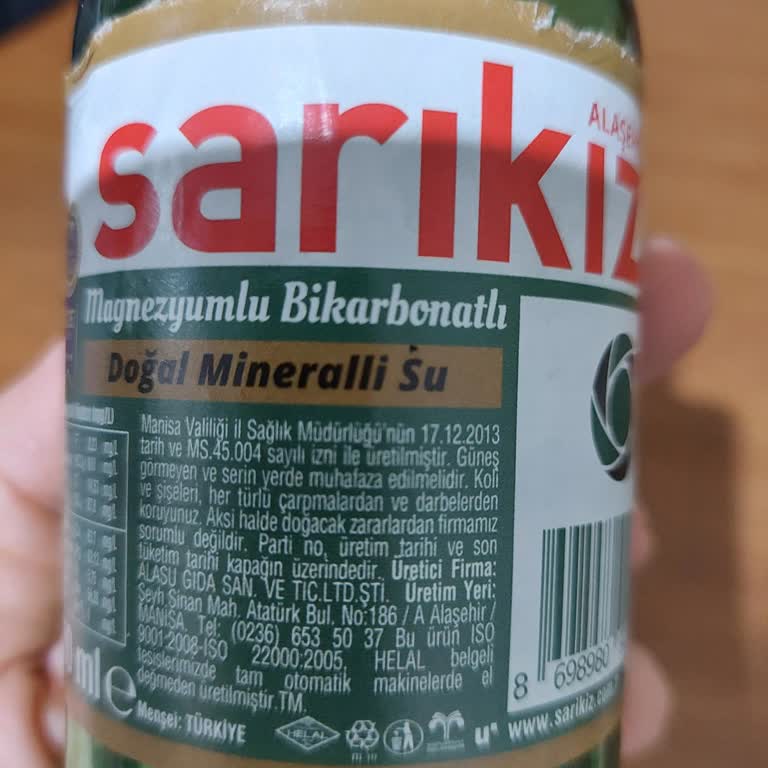 sarıkız
Magnezyumlu Bikarbonatlı
Doğal Mineralli Su
Manisa Valiliği il Sağlık Müdürlüğü'nün 17.12.2013
tarih ve MS.45.004 sayılı izni ile üretilmiştir. Güneş
görmeyen ve serin yerde muhafaza edilmelidir. Koli
ve şişeleri, her türlü çarpmalardan ve darbelerden
koruyunuz. Aksi halde doğacak zararlardan firmamız
sorumlu değildir. Parti no, üretim tarihi ve son
tüketim tarihi kapağın üzerindedir. Üretici Firma:
ALASU GIDA SAN. VE TİC.LTD.ŞTİ. Üretim Yeri:
Şeyh Sinan Mah. Atatürk Bul. No:186 / A Alaşehir /
MANİSA. Tel: (0236) 653 50 37 Bu ürün ISO
9001-2008-ISO 22000:2005, HELAL belgeli
tesislerimizde tam otomatik makinelerde el
değmeden üretilmiştir.TM.
ml e
Menşei: TÜRKİYE
HELAL
8 698980
www.sarikiz.com